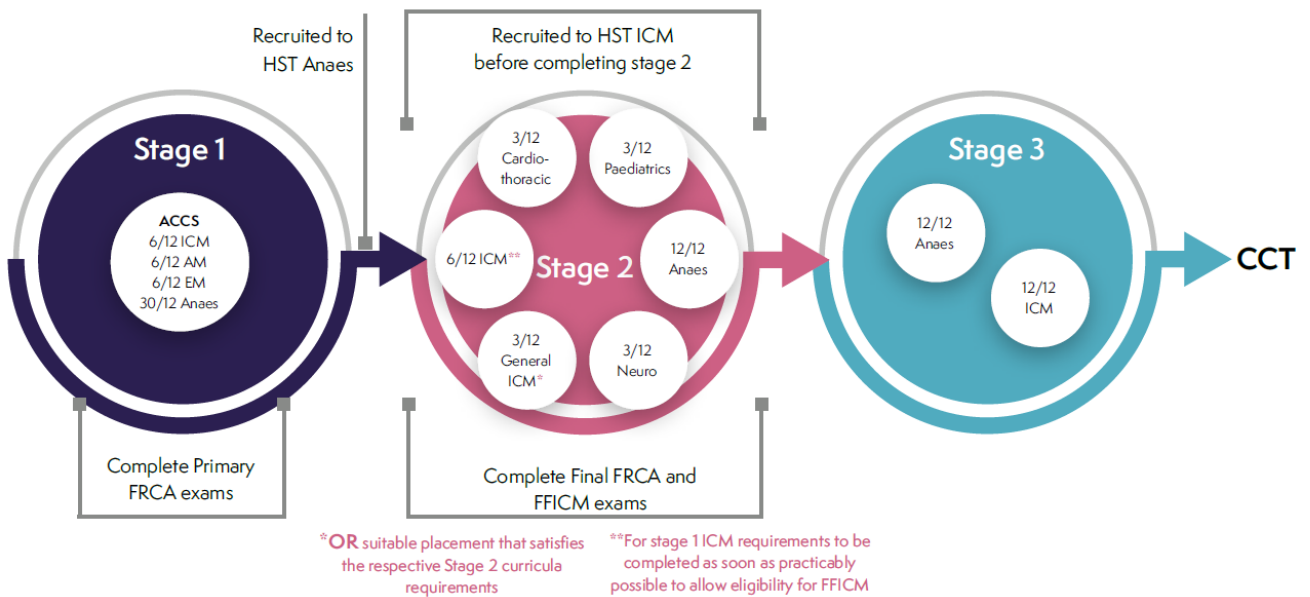 Recruited to
HST Anaes
Recruited to HST ICM
before completing stage 2
Stage 1
ACCS
6/12 ICM
6/12 AM
6/12 EM
30/12 Anaes
Complete Primary
FRCA exams
3/12
Cardio-
thoracic
3/12
Paediatrics
6/12 ICM**
Stage 2
12/12
Anaes
3/12
General
ICM*
3/12
Neuro
Complete Final FRCA and
FFICM exams
Stage 3
12/12
Anaes
12/12
ICM
CCT
*OR suitable placement that satisfies
the respective Stage 2 curricula
requirements
**For stage 1 ICM requirements to be
completed as soon as practicably
possible to allow eligibility for FFICM